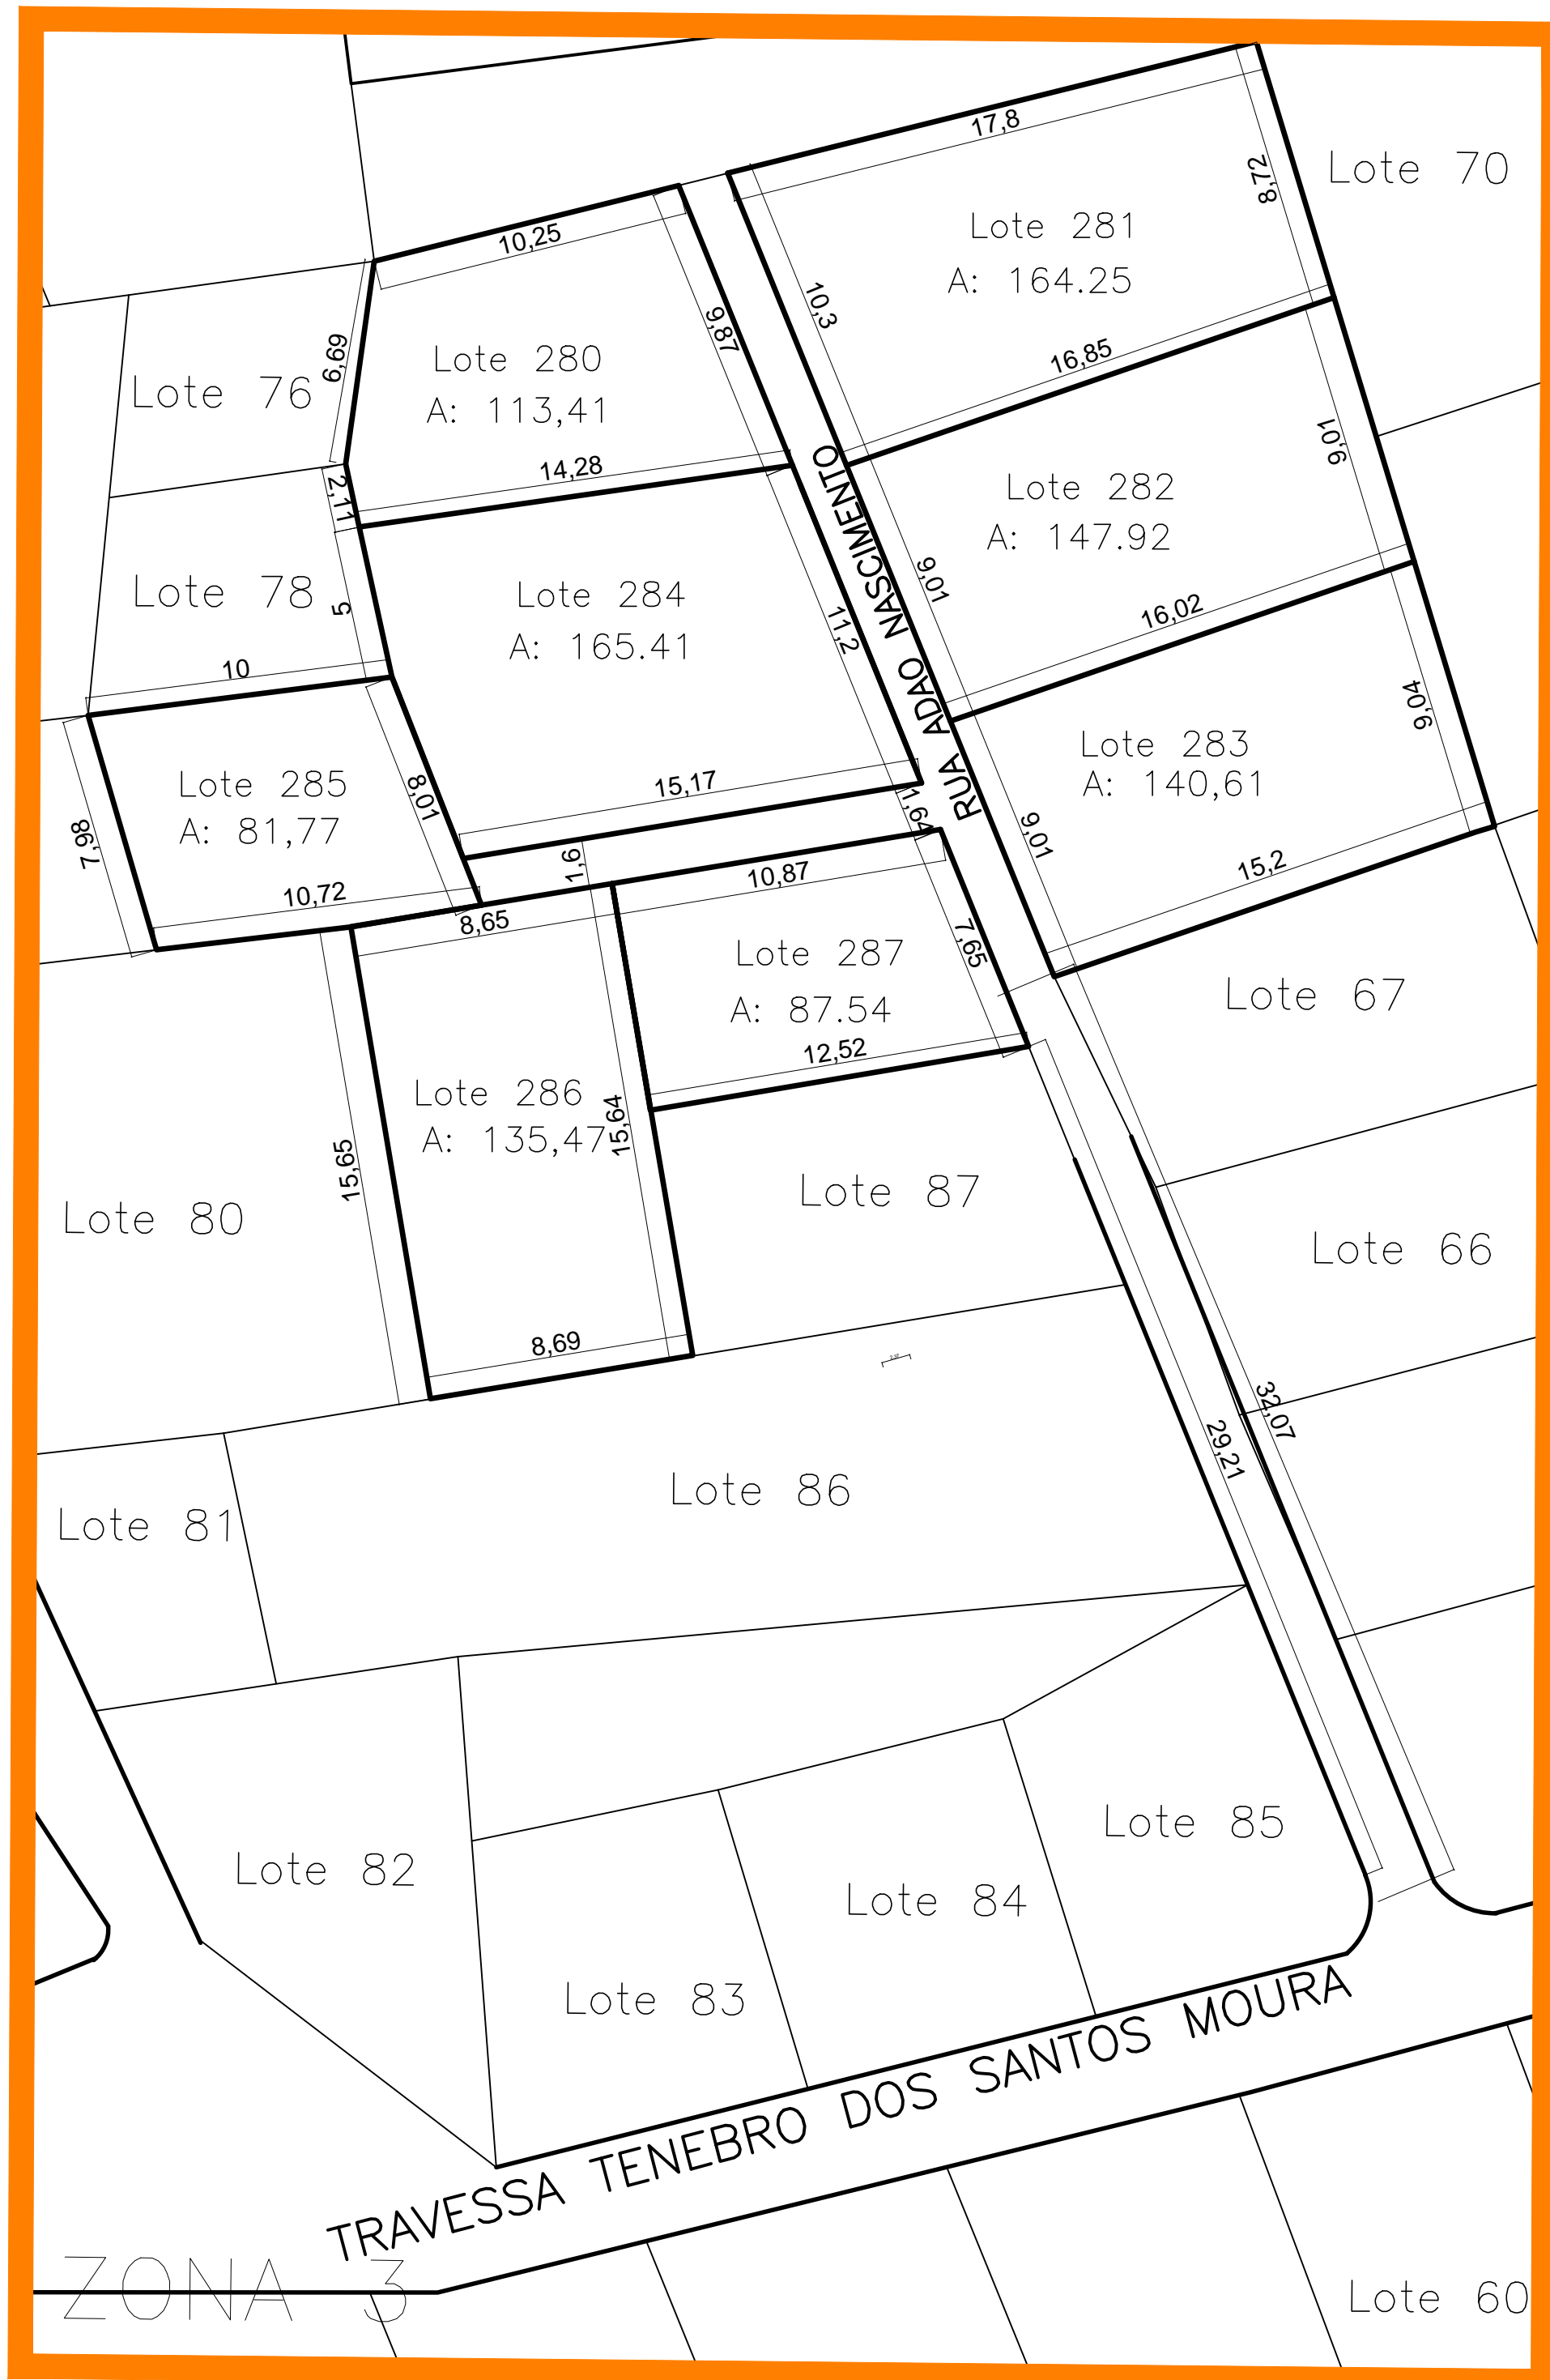 17,8
8,72
Lote 70
Lote 281
A: 164.25
10,25
10,3
9,87
6,69
Lote 280
A: 113,41
16,85
Lote 76
14,28
2,11
9,01
Lote 282
A: 147.92
RUA ADAO NASCIMENTO
10,6
Lote 78
5
Lote 284
A: 165.41
11,2
16,02
10
9,04
Lote 283
A: 140,61
Lote 285
A: 81,77
8,01
15,17
1,64
7,98
10,6
1,6
10,87
15,2
10,72
8,65
7,65
Lote 287
A: 87.54
Lote 67
12,52
Lote 286
A: 135,47
15,64
15,65
Lote 87
Lote 80
Lote 66
8,69
32,07
29,21
Lote 86
Lote 81
Lote 85
Lote 82
Lote 84
Lote 83
TRAVESSA TENEBRO DOS SANTOS MOURA
ZONA 3
Lote 60